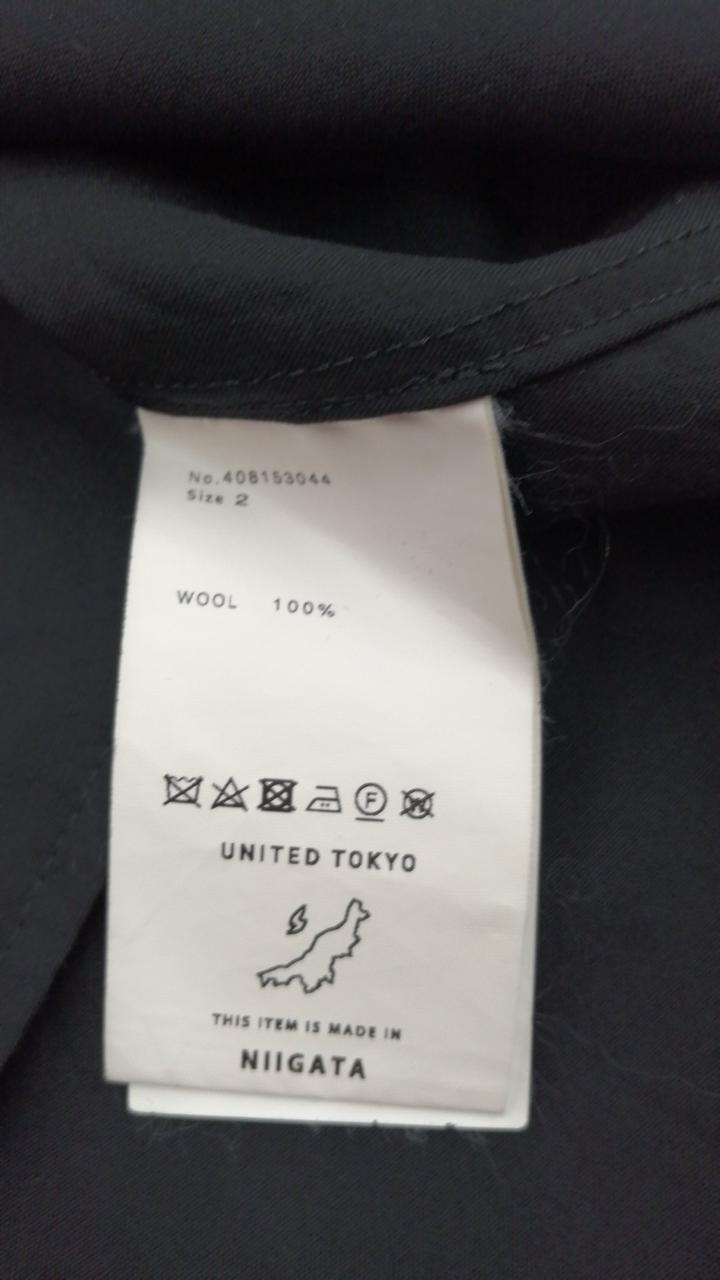 No.408153044
Size 2
WOOL 100%
F
W
UNITED TOKYO
THIS ITEM IS MADE IN
NIIGATA